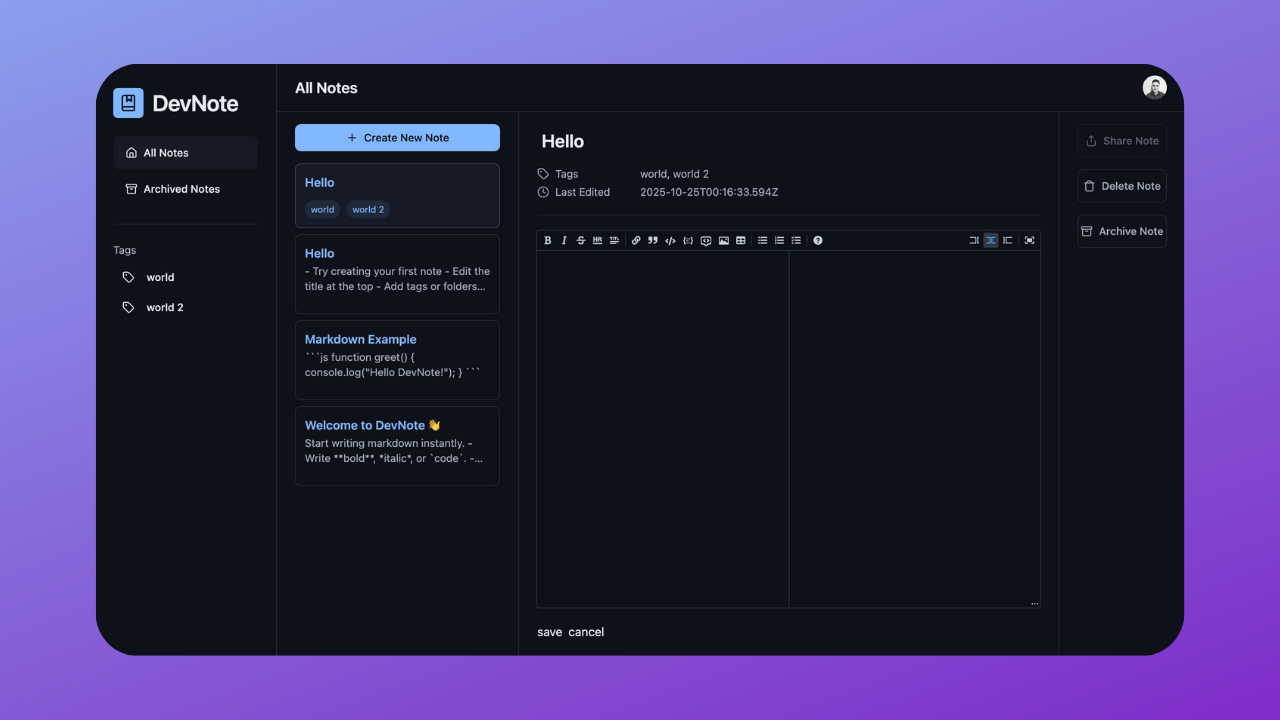 DevNote
All Notes
Archived Notes
Tags
world
world 2
All Notes
+ Create New Note
Hello
world world 2
Hello
- Try creating your first note - Edit the
title at the top - Add tags or folders...
Markdown Example
```js function greet() {
console.log("Hello DevNote!"); } ```
Welcome to DevNote 👋
Start writing markdown instantly. -
Write **bold**, *italic*, or `code`. -...
Hello
Tags world, world 2
Last Edited 2025-10-25T00:16:33.594Z
save cancel
Share Note
Delete Note
Archive Note